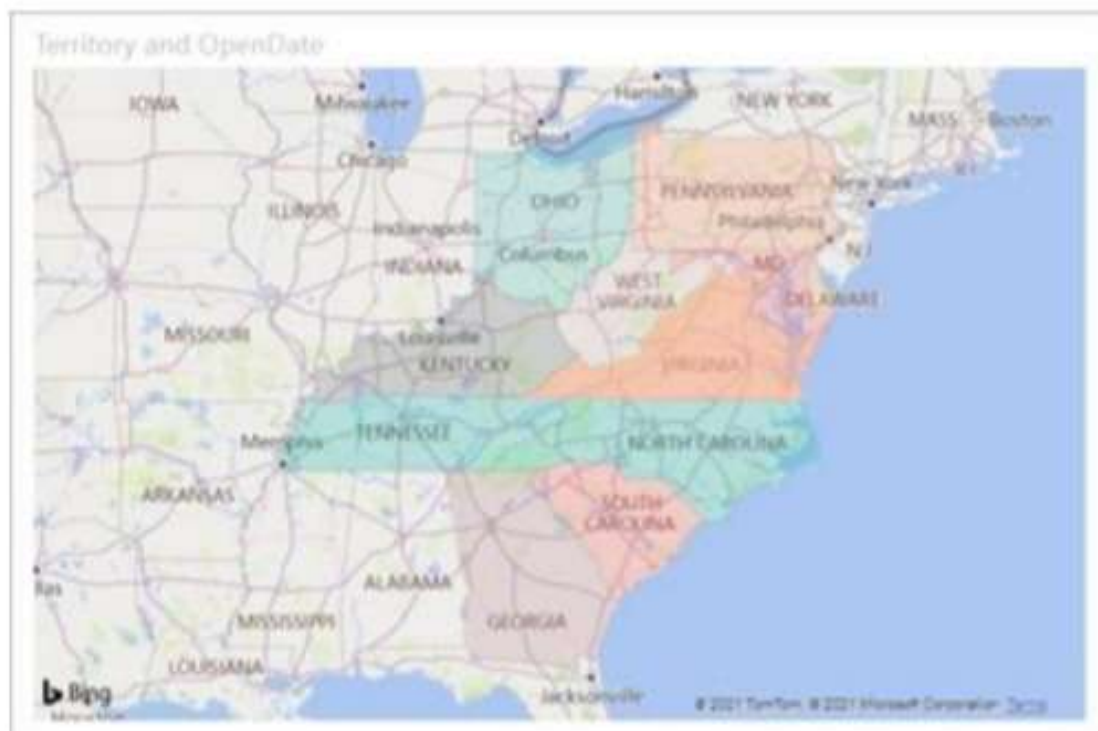 Territory and OpenDate
IOWA
Milwaukee
Hamilton
NEW YORK
MASS
Boston
Detroit
Chicago
R I
ILLINOIS
OHIO
PENNSYLVANIA
New York
Indianapolis
Philadelphia
INDIANA
Columbus
N J
MD
WEST
VIRGINIA
DELAWARE
MISSOURI
Louisville
KENTUCKY
VIRGINIA
TENNESSEE
Memphis
NORTH CAROLINA
ARKANSAS
SOUTH
CAROLINA
llas
ALABAMA
MISSISSIPPI
GEORGIA
LOUISIANA
Bing
Jacksonville
© 2021 TomTom, © 2021 Microsoft Corporation Terms
Houston